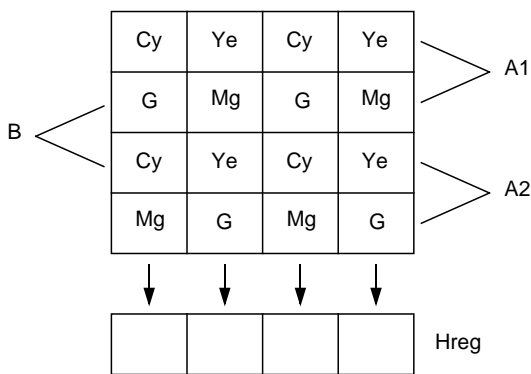 Cy Ye Cy Ye
A1
G Mg G Mg
B
Cy Ye Cy Ye
A2
Mg G Mg G
Hreg